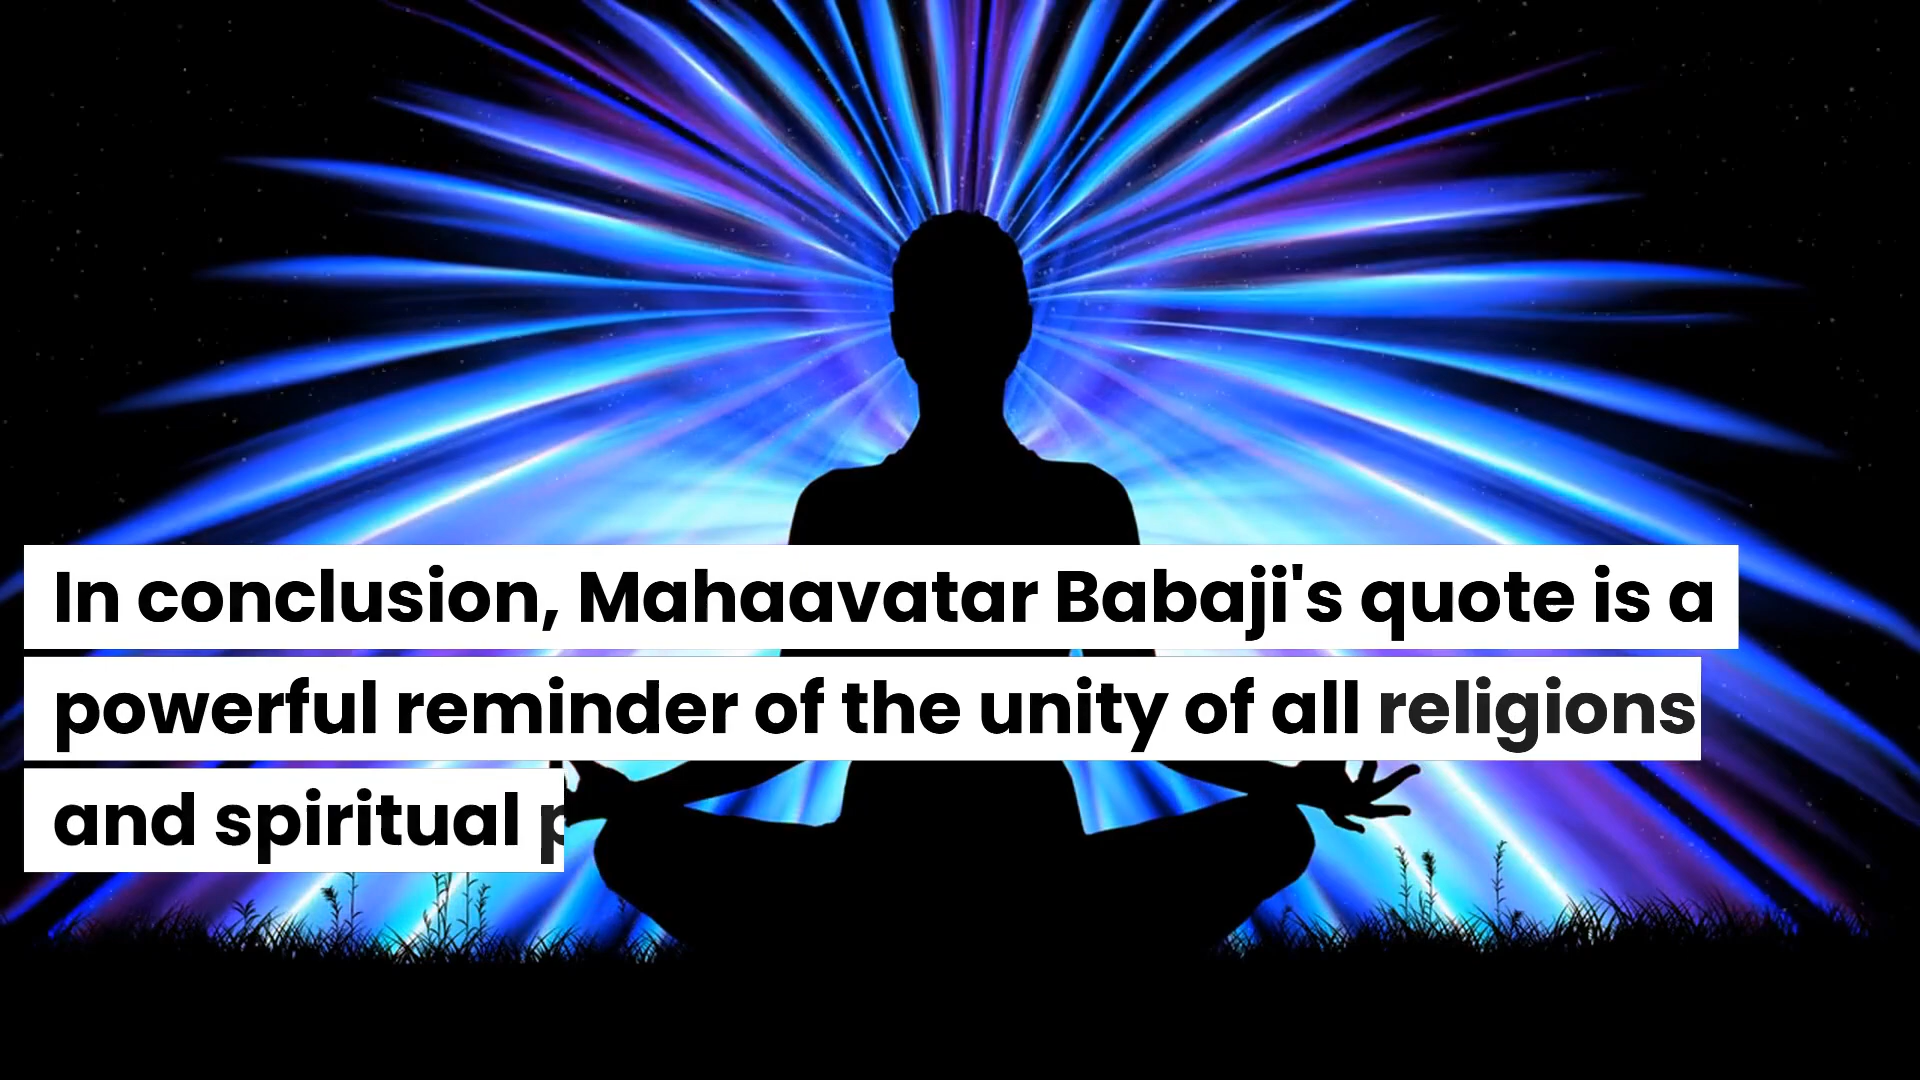 In conclusion, Mahaavatar Babaji's quote is a
powerful reminder of the unity of all religions
and spiritual p